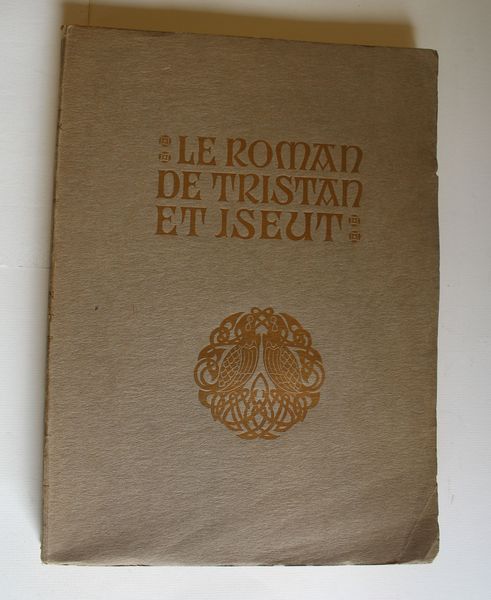 LE ROMAN
DE TRISTAN
ET ISEUT